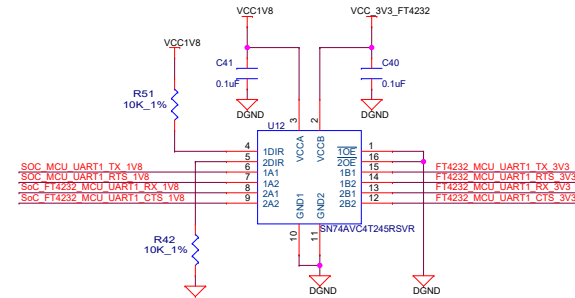 VCC1V8
VCC_3V3_FT4232
VCC1V8
C41
C40
R51
0.1uF
0.1uF
10K_1%
DGND
DGND
3
2
U12
VCCA
VCCB
4
1DIR
1OE
1
5
2DIR
2OE
16
SOC_MCU_UART1_TX_1V8
6
1A1
1B1
15
FT4232_MCU_UART1_TX_3V3
SOC_MCU_UART1_RTS_1V8
7
1A2
1B2
14
FT4232_MCU_UART1_RTS_3V3
SoC_FT4232_MCU_UART1_RX_1V8
8
2A1
2B1
13
FT4232_MCU_UART1_RX_3V3
SoC_FT4232_MCU_UART1_CTS_1V8
9
2A2
2B2
12
FT4232_MCU_UART1_CTS_3V3
GND1
GND2
SN74AVC4T245RSVR
10
11
R42
10K_1%
DGND
DGND